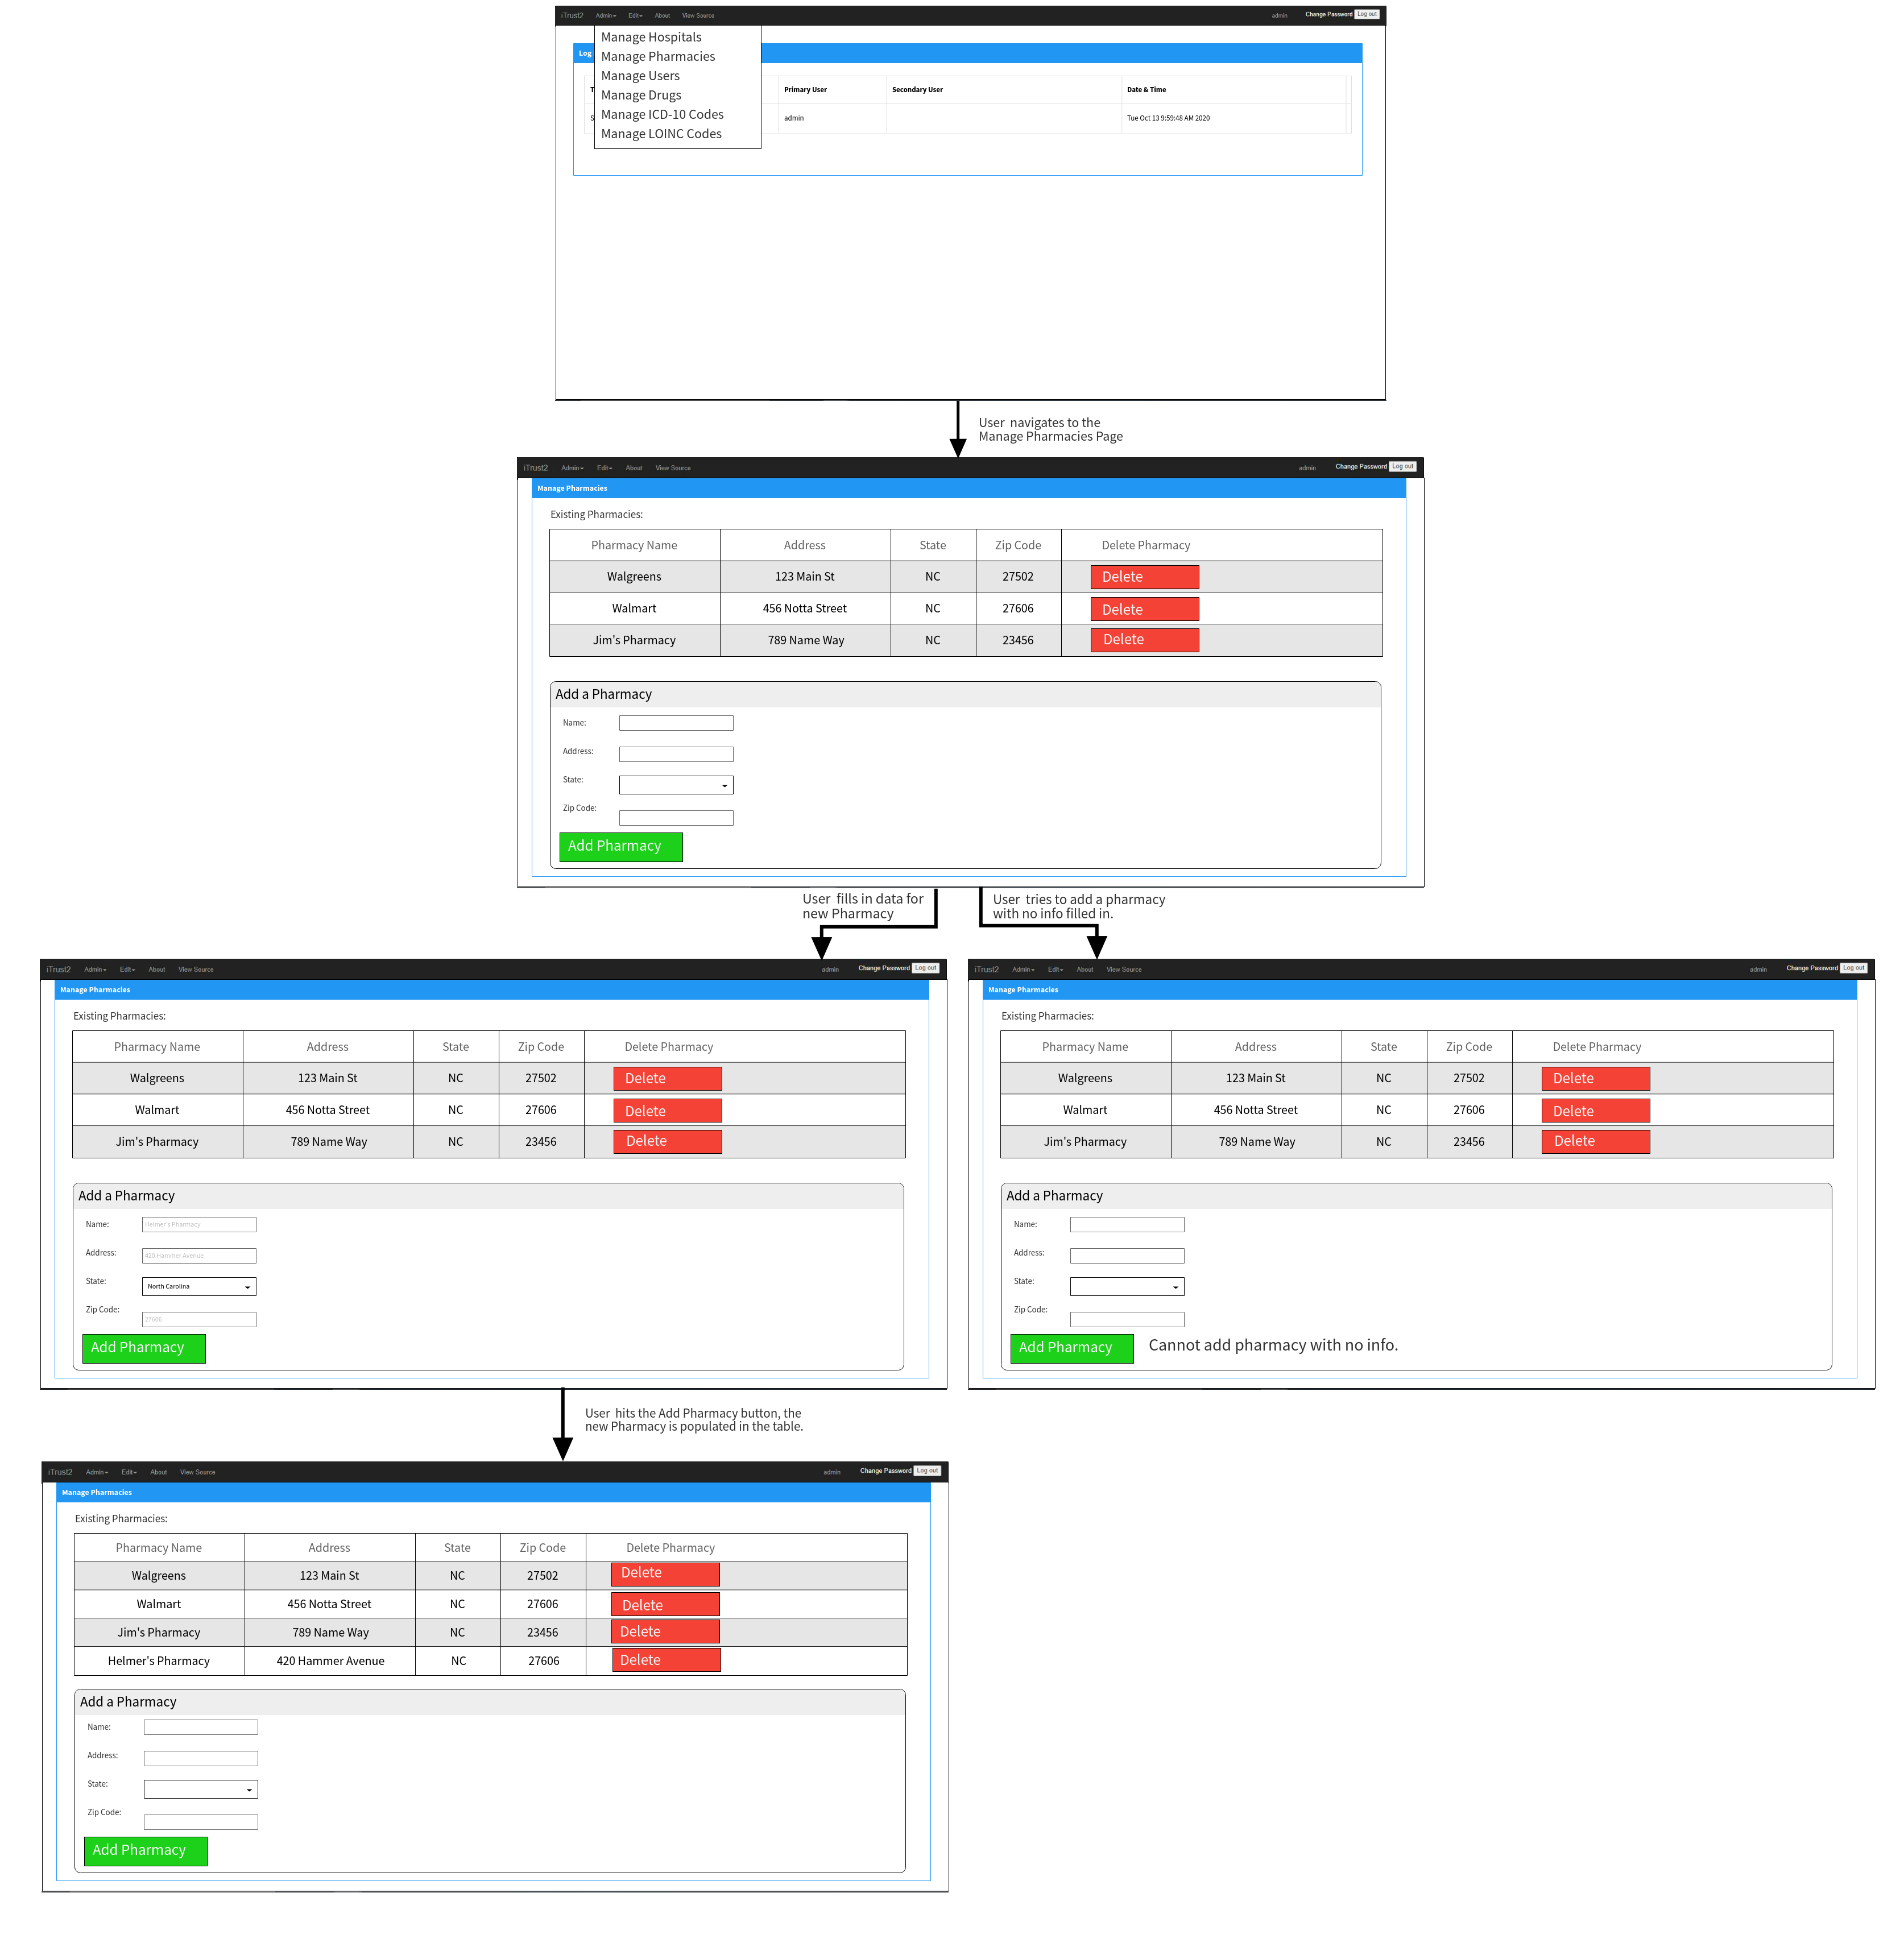 iTrust2 Admin Edit About View Source admin Change Password Log out
Manage Hospitals
Log
Manage Pharmacies
Manage Users
T Primary User Secondary User Date & Time
Manage Drugs
Manage ICD-10 Codes
S admin Tue Oct 13 9:59:48 AM 2020
Manage LOINC Codes
User navigates to the
Manage Pharmacies Page
iTrust2 Admin Edit About View Source admin Change Password Log out
Manage Pharmacies
Existing Pharmacies:
Pharmacy Name Address State Zip Code Delete Pharmacy
Walgreens 123 Main St NC 27502 Delete
Walmart 456 Notta Street NC 27606 Delete
Jim's Pharmacy 789 Name Way NC 23456 Delete
Add a Pharmacy
Name:
Address:
State:
Zip Code:
Add Pharmacy
User fills in data for
new Pharmacy
User tries to add a pharmacy
with no info filled in.
iTrust2 Admin Edit About View Source admin Change Password Log out
Manage Pharmacies
Existing Pharmacies:
Pharmacy Name Address State Zip Code Delete Pharmacy
Walgreens 123 Main St NC 27502 Delete
Walmart 456 Notta Street NC 27606 Delete
Jim's Pharmacy 789 Name Way NC 23456 Delete
Add a Pharmacy
Name: Helmer's Pharmacy
Address: 420 Hammer Avenue
State: North Carolina
Zip Code: 27606
Add Pharmacy
iTrust2 Admin Edit About View Source admin Change Password Log out
Manage Pharmacies
Existing Pharmacies:
Pharmacy Name Address State Zip Code Delete Pharmacy
Walgreens 123 Main St NC 27502 Delete
Walmart 456 Notta Street NC 27606 Delete
Jim's Pharmacy 789 Name Way NC 23456 Delete
Add a Pharmacy
Name:
Address:
State:
Zip Code:
Add Pharmacy Cannot add pharmacy with no info.
User hits the Add Pharmacy button, the
new Pharmacy is populated in the table.
iTrust2 Admin Edit About View Source admin Change Password Log out
Manage Pharmacies
Existing Pharmacies:
Pharmacy Name Address State Zip Code Delete Pharmacy
Walgreens 123 Main St NC 27502 Delete
Walmart 456 Notta Street NC 27606 Delete
Jim's Pharmacy 789 Name Way NC 23456 Delete
Helmer's Pharmacy 420 Hammer Avenue NC 27606 Delete
Add a Pharmacy
Name:
Address:
State:
Zip Code:
Add Pharmacy